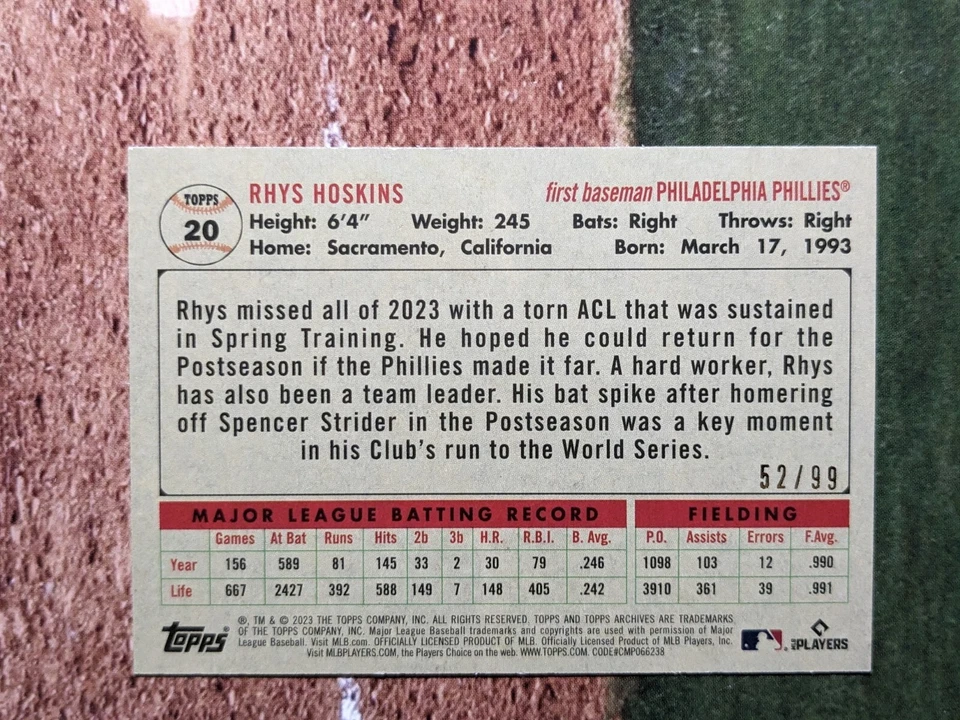 TOPPS
20
RHYS HOSKINS
first baseman PHILADELPHIA PHILLIES®
Height: 6'4" Weight: 245 Bats: Right Throws: Right
Home: Sacramento, California Born: March 17, 1993
Rhys missed all of 2023 with a torn ACL that was sustained
in Spring Training. He hoped he could return for the
Postseason if the Phillies made it far. A hard worker, Rhys
has also been a team leader. His bat spike after homering
off Spencer Strider in the Postseason was a key moment
in his Club's run to the World Series.
52/99
MAJOR LEAGUE BATTING RECORD FIELDING
Games At Bat Runs Hits 2b 3b H.R. R.B.I. B. Avg. P.O. Assists Errors F.Avg.
Year 156 589 81 145 33 2 30 79 .246 1098 103 12 .990
Life 667 2427 392 588 149 7 148 405 .242 3910 361 39 .991
topps®
®, TM & © 2023 THE TOPPS COMPANY, INC. ALL RIGHTS RESERVED. TOPPS AND TOPPS ARCHIVES ARE TRADEMARKS
OF THE TOPPS COMPANY, INC. Major League Baseball trademarks and copyrights are used with permission of Major
League Baseball. Visit MLB.com. OFFICIALLY LICENSED PRODUCT OF MLB. Officially Licensed Product of MLB Players, Inc.
Visit MLBPLAYERS.COM, the Players Choice on the web. WWW.TOPPS.COM. CODE#CMP066238
MLB PLAYERS